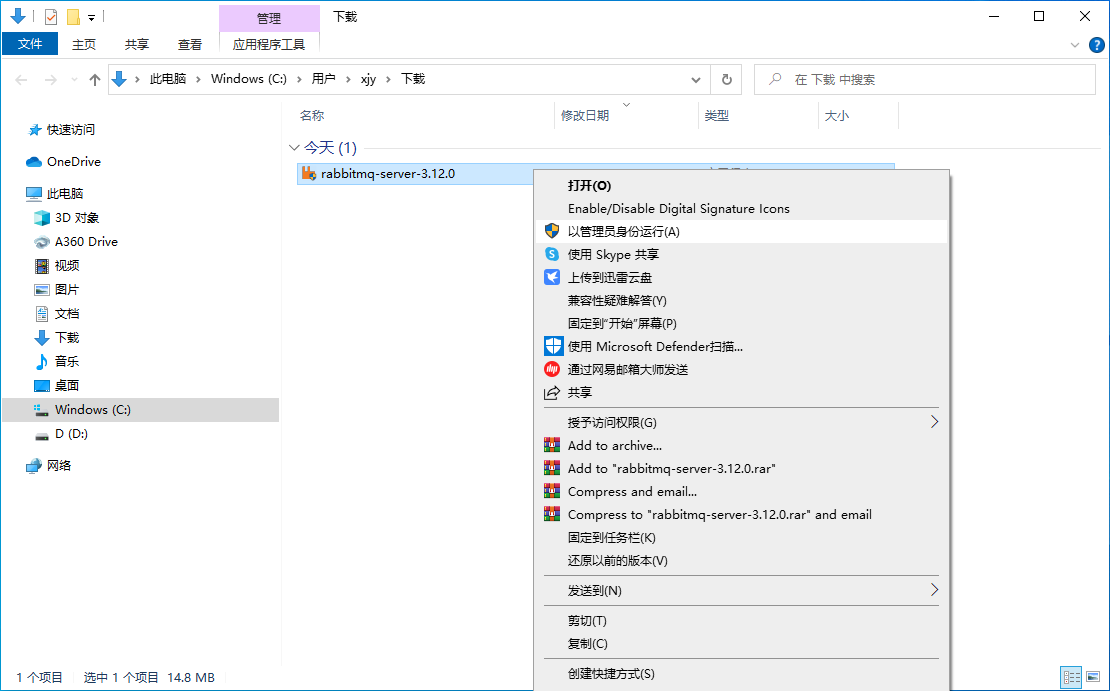 管理
下载
文件
主页
共享
查看
应用程序工具
此电脑 > Windows (C:) > 用户 > xjy > 下载
在 下载 中搜索
名称
修改日期
类型
大小
快速访问
OneDrive
此电脑
3D 对象
A360 Drive
视频
图片
文档
下载
音乐
桌面
Windows (C:)
D (D:)
网络
今天 (1)
rabbitmq-server-3.12.0
打开(O)
Enable/Disable Digital Signature Icons
以管理员身份运行(A)
使用 Skype 共享
上传到迅雷云盘
兼容性疑难解答(Y)
固定到"开始"屏幕(P)
使用 Microsoft Defender扫描...
通过网易邮箱大师发送
共享
授予访问权限(G)
Add to archive...
Add to "rabbitmq-server-3.12.0.rar"
Compress and email...
Compress to "rabbitmq-server-3.12.0.rar" and email
固定到任务栏(K)
还原以前的版本(V)
发送到(N)
剪切(T)
复制(C)
创建快捷方式(S)
1 个项目
选中 1 个项目 14.8 MB